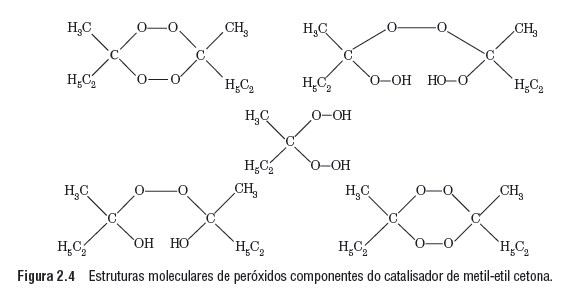 H₃C O—O CH₃ H₃C O—O CH₃
C C C C
H₅C₂ O—O H₅C₂ H₅C₂ O—OH HO—O H₅C₂
H₃C O—OH
C
H₅C₂ O—OH
H₃C O—O CH₃ H₃C O—O CH₃
C C C C
H₅C₂ OH HO H₅C₂ H₅C₂ O—O H₅C₂
Figura 2.4 Estruturas moleculares de peróxidos componentes do catalisador de metil-etil cetona.